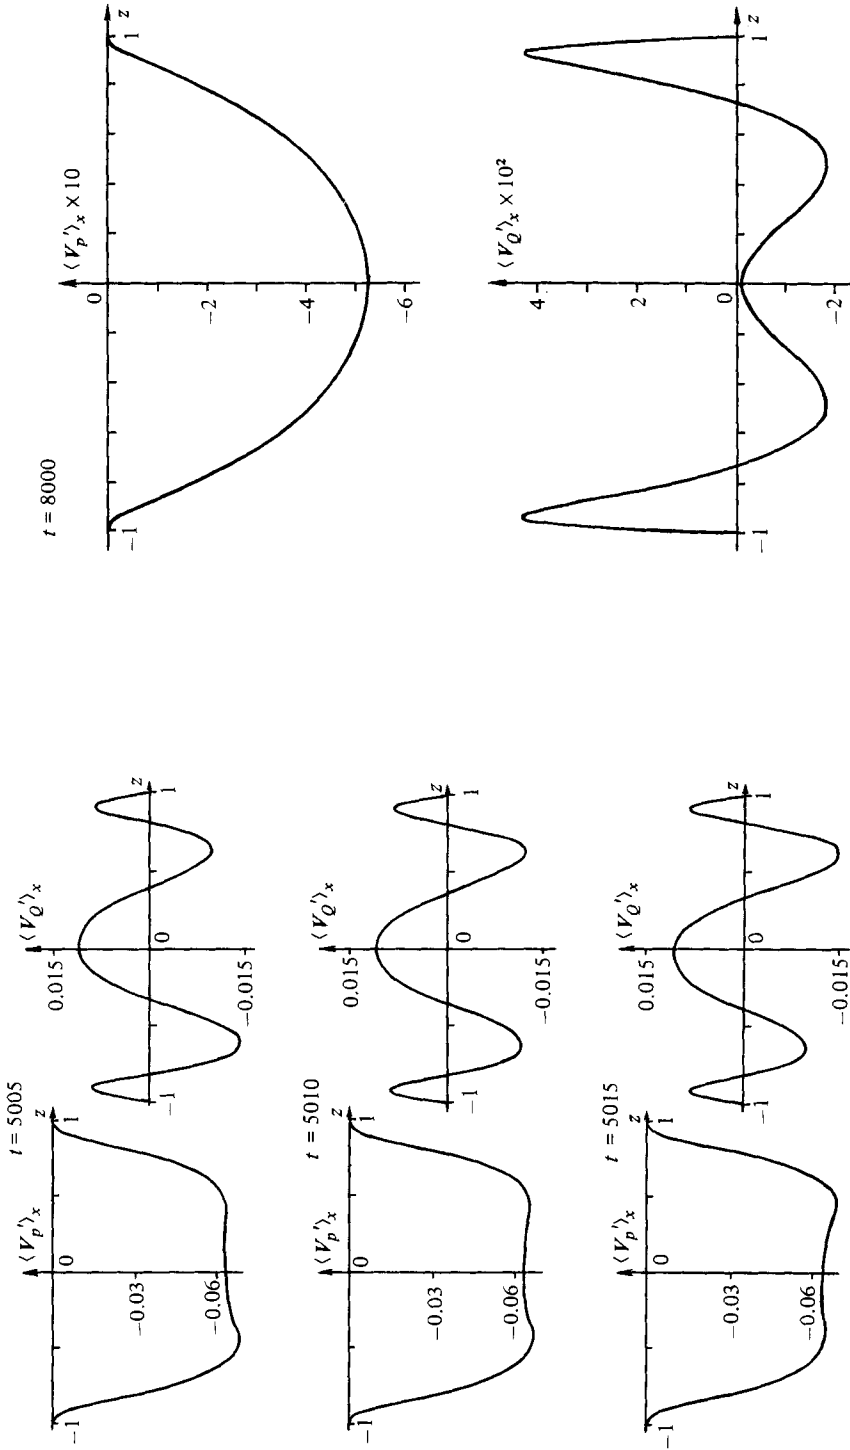 t = 5005
⟨V_p'⟩_x
z
0
−0.03
−0.06
−1
1
⟨V_Q'⟩_x
z
0.015
0
−0.015
−1
1
t = 5010
⟨V_p'⟩_x
0
−0.03
−0.06
−1
1
⟨V_Q'⟩_x
z
0.015
0
−0.015
−1
1
t = 5015
⟨V_p'⟩_x
z
0
−0.03
−0.06
−1
1
⟨V_Q'⟩_x
z
0.015
0
−0.015
−1
1
t = 8000
⟨V_p'⟩_x × 10
z
0
−2
−4
−6
−1
1
⟨V_Q'⟩_x × 10²
z
4
2
0
−2
−1
1